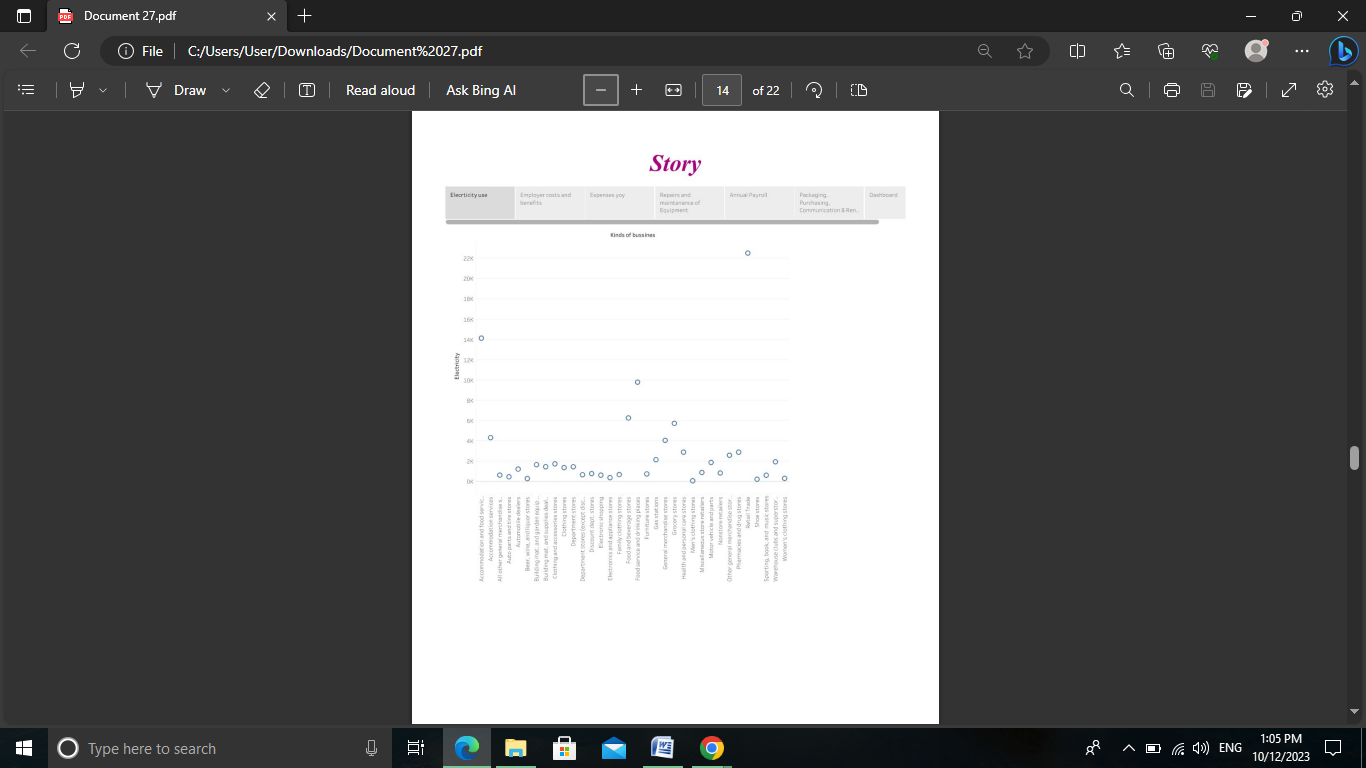 Document 27.pdf
File
C:/Users/User/Downloads/Document%2027.pdf
Draw
Read aloud
Ask Bing AI
14
of 22
Story
Elecrticity use
Employer costs and
benefits
Expenses yoy
Repairs and
maintenance of
Equipment
Annual Payroll
Packaging,
Purchasing,
Communication & Ren..
Dashboard
Kinds of bussines
Electricity
22K
20K
18K
16K
14K
12K
10K
8K
6K
4K
2K
0K
Accommodation and food servic..
Accommodation services
All other general merchandise s..
Auto parts and tire stores
Automobile dealers
Beer, wine, and liquor stores
Building mat. and garden equip. ..
Building mat. and supplies deal..
Clothing and accessories stores
Clothing stores
Department stores
Department stores (except disc..
Discount dept. stores
Electronic shopping
Electronics and appliance stores
Family clothing stores
Food and beverage stores
Food service and drinking places
Furniture stores
Gas stations
General merchandise stores
Grocery stores
Health and personal care stores
Men's clothing stores
Miscellaneous store retailers
Motor vehicle and parts
Nonstore retailers
Other general merchandise stor..
Pharmacies and drug stores
Retail Trade
Shoe stores
Sporting, book, and music stores
Warehouse clubs and superstor..
Women's clothing stores
Type here to search
ENG
1:05 PM
10/12/2023